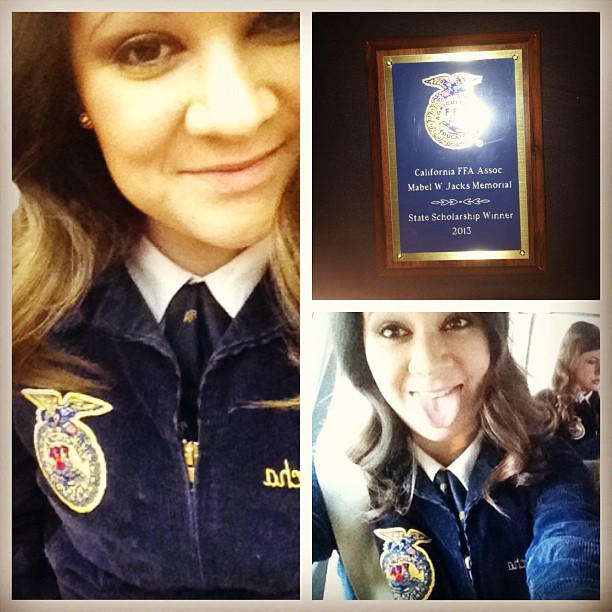 California FFA Assoc
Mabel W. Jacks Memorial
State Scholarship Winner
2013